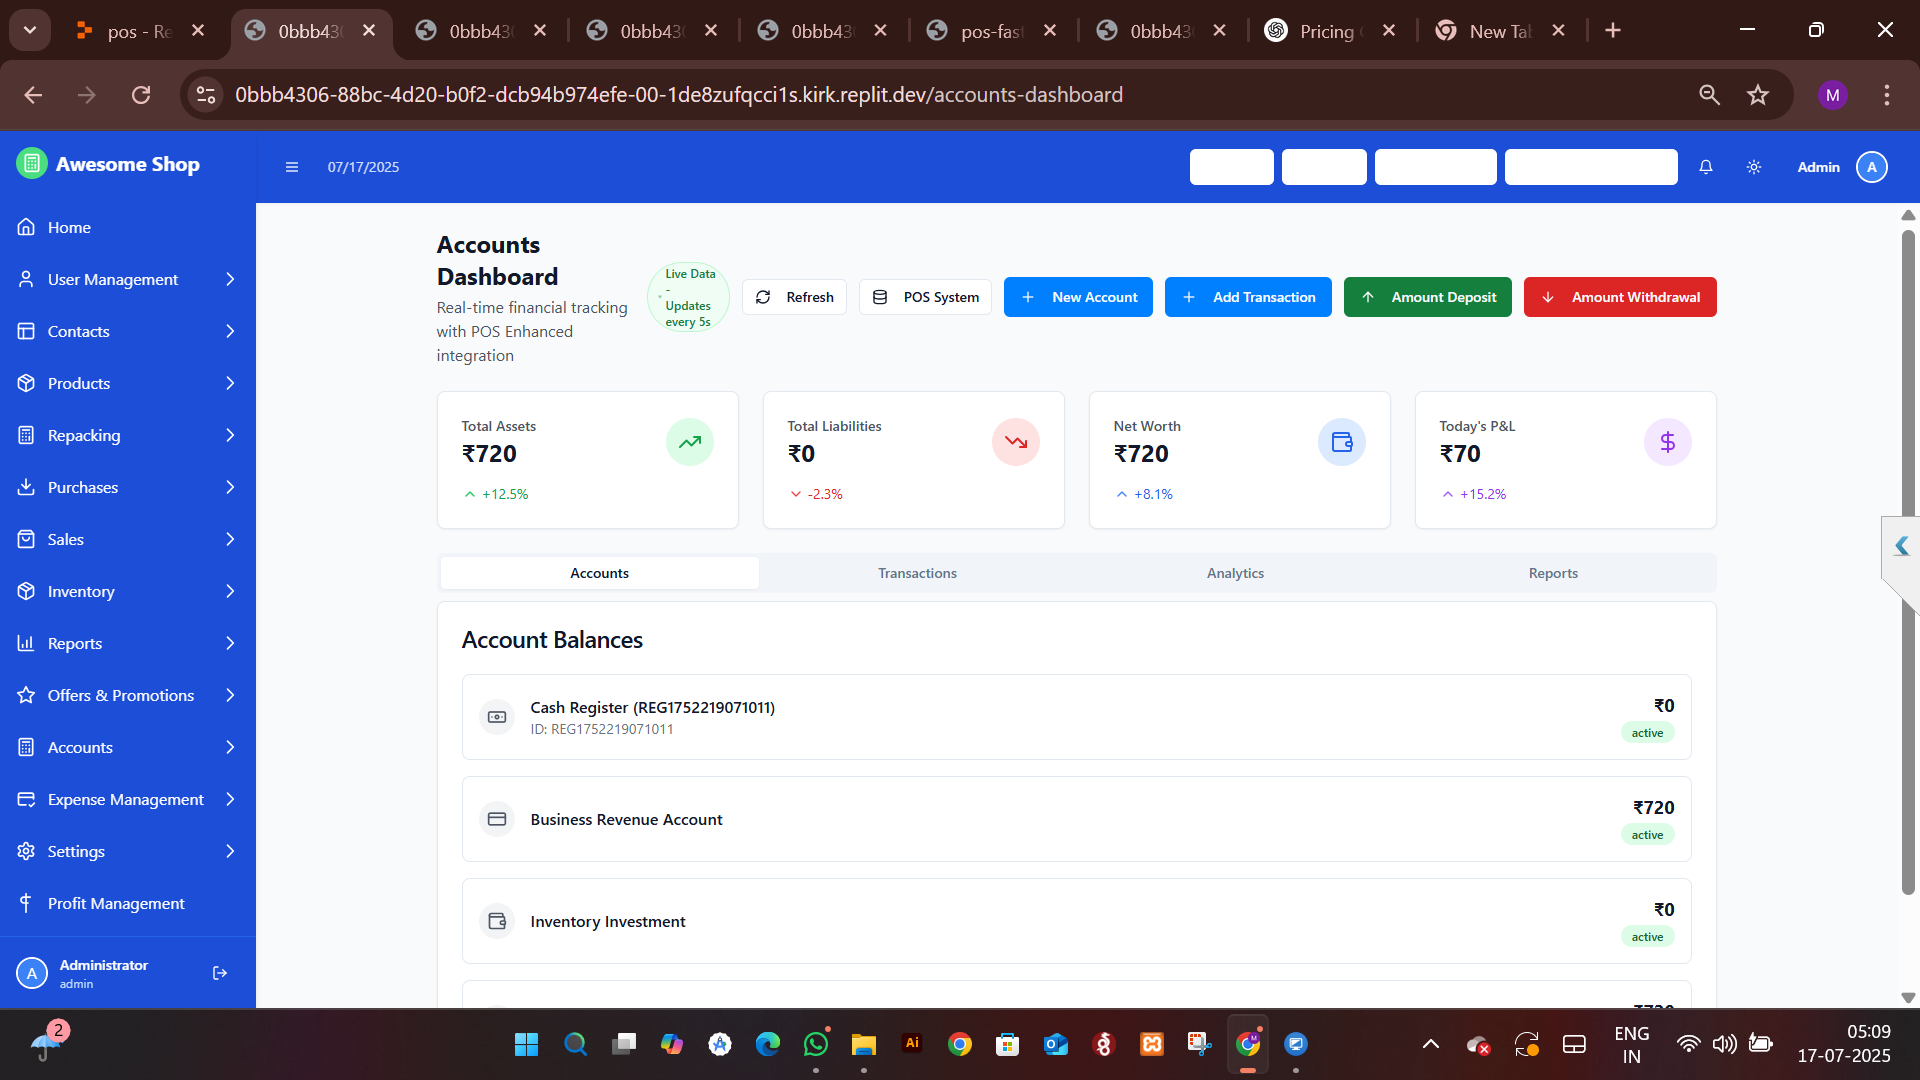 pos - Re
0bbb430
0bbb430
0bbb430
0bbb430
pos-fast
0bbb430
Pricing
New Tab
0bbb4306-88bc-4d20-b0f2-dcb94b974efe-00-1de8zufqcci1s.kirk.replit.dev/accounts-dashboard
M
Awesome Shop
07/17/2025
Admin
A
Home
User Management
Contacts
Products
Repacking
Purchases
Sales
Inventory
Reports
Offers & Promotions
Accounts
Expense Management
Settings
Profit Management
A
Administrator
admin
Accounts
Dashboard
Real-time financial tracking
with POS Enhanced
integration
Live Data
-
Updates
every 5s
Refresh
POS System
New Account
Add Transaction
Amount Deposit
Amount Withdrawal
Total Assets
₹720
+12.5%
Total Liabilities
₹0
-2.3%
Net Worth
₹720
+8.1%
Today's P&L
₹70
+15.2%
Accounts
Transactions
Analytics
Reports
Account Balances
Cash Register (REG1752219071011)
ID: REG1752219071011
₹0
active
Business Revenue Account
₹720
active
Inventory Investment
₹0
active
2
Ai
ENG
IN
05:09
17-07-2025